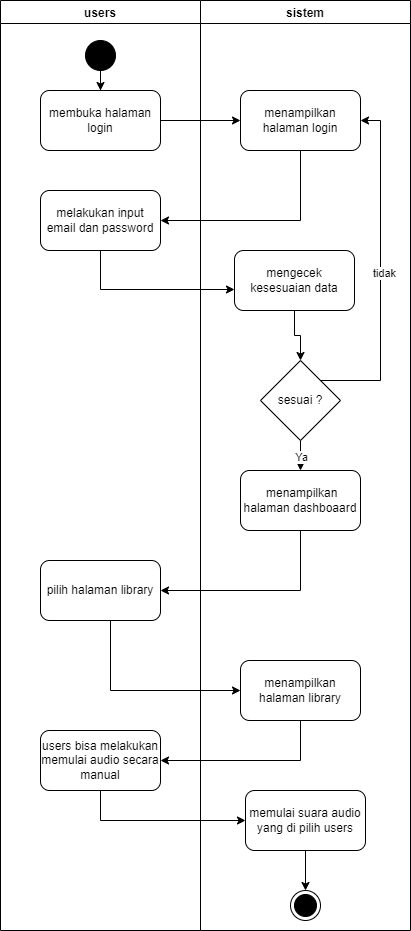 users
sistem
membuka halaman
login
menampilkan
halaman login
melakukan input
email dan password
mengecek
kesesuaian data
tidak
sesuai ?
Ya
menampilkan
halaman dashboaard
pilih halaman library
menampilkan
halaman library
users bisa melakukan
memulai audio secara
manual
memulai suara audio
yang di pilih users